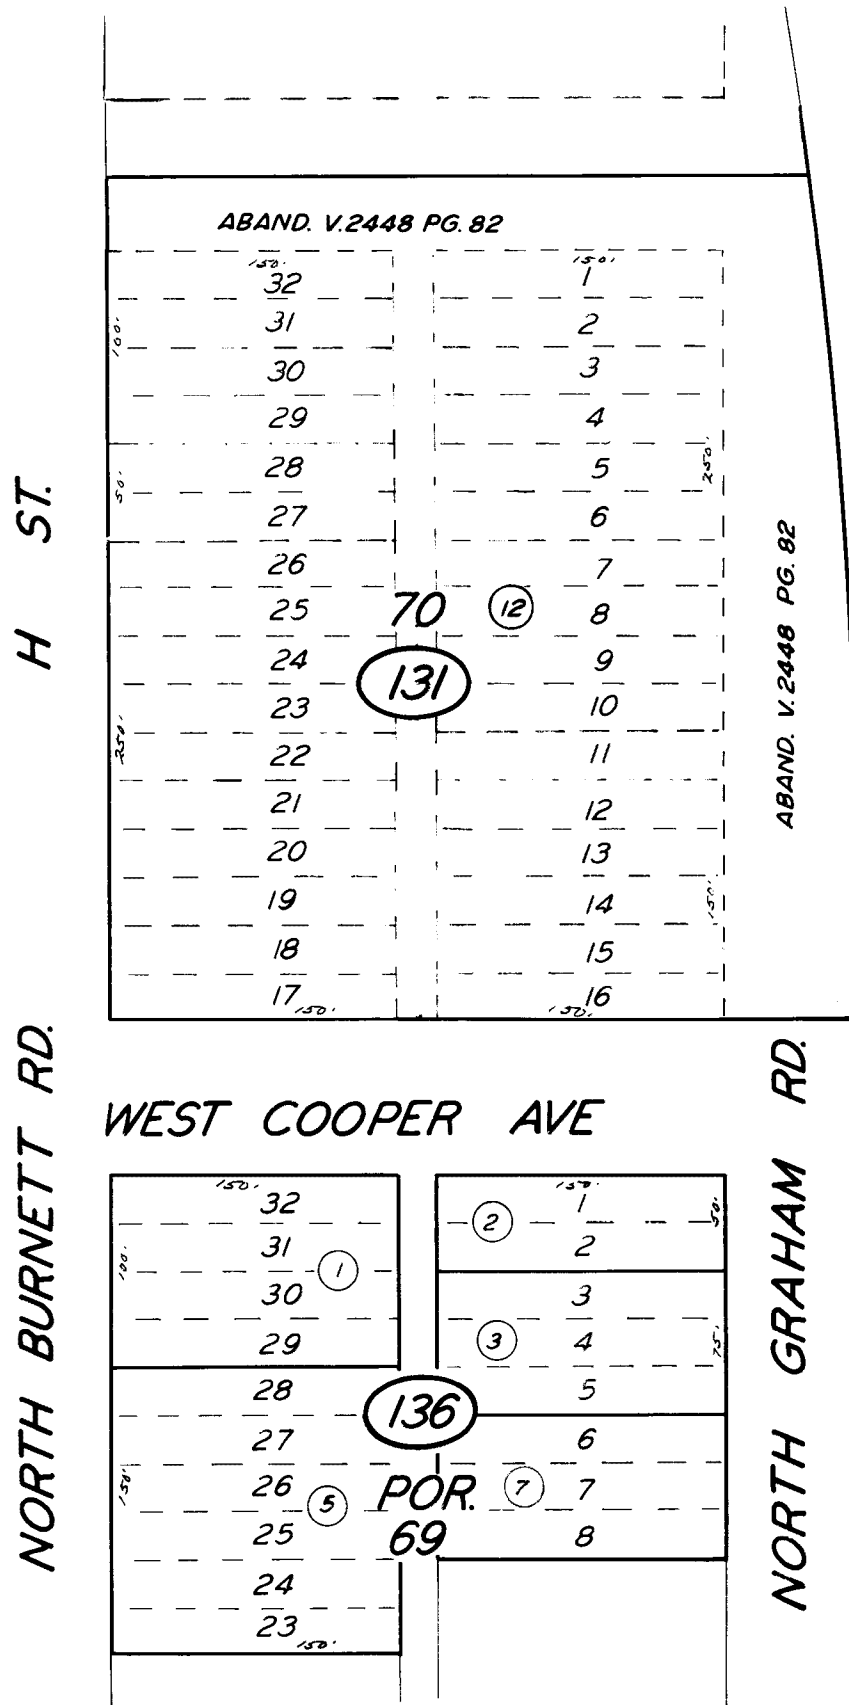 ABAND. V.2448 PG. 82
150' 150'
32 1
100'
31 2
30 3
29 4
28 5
50' 250'
27 6
26 7
25 70 12 8
24 9
131
23 10
22 11
250'
21 12
20 13
19 14
150'
18 15
17 150' 150' 16
H ST.
ABAND. V.2448 PG. 82
WEST COOPER AVE
NORTH BURNETT RD.
NORTH GRAHAM RD.
150' 150'
32 1
2 50'
31 2
100' 1
30 3
29 3 4 75'
28 5
136
27 6
26 7 7
150' 5 POR.
25 69 8
24
23 150'